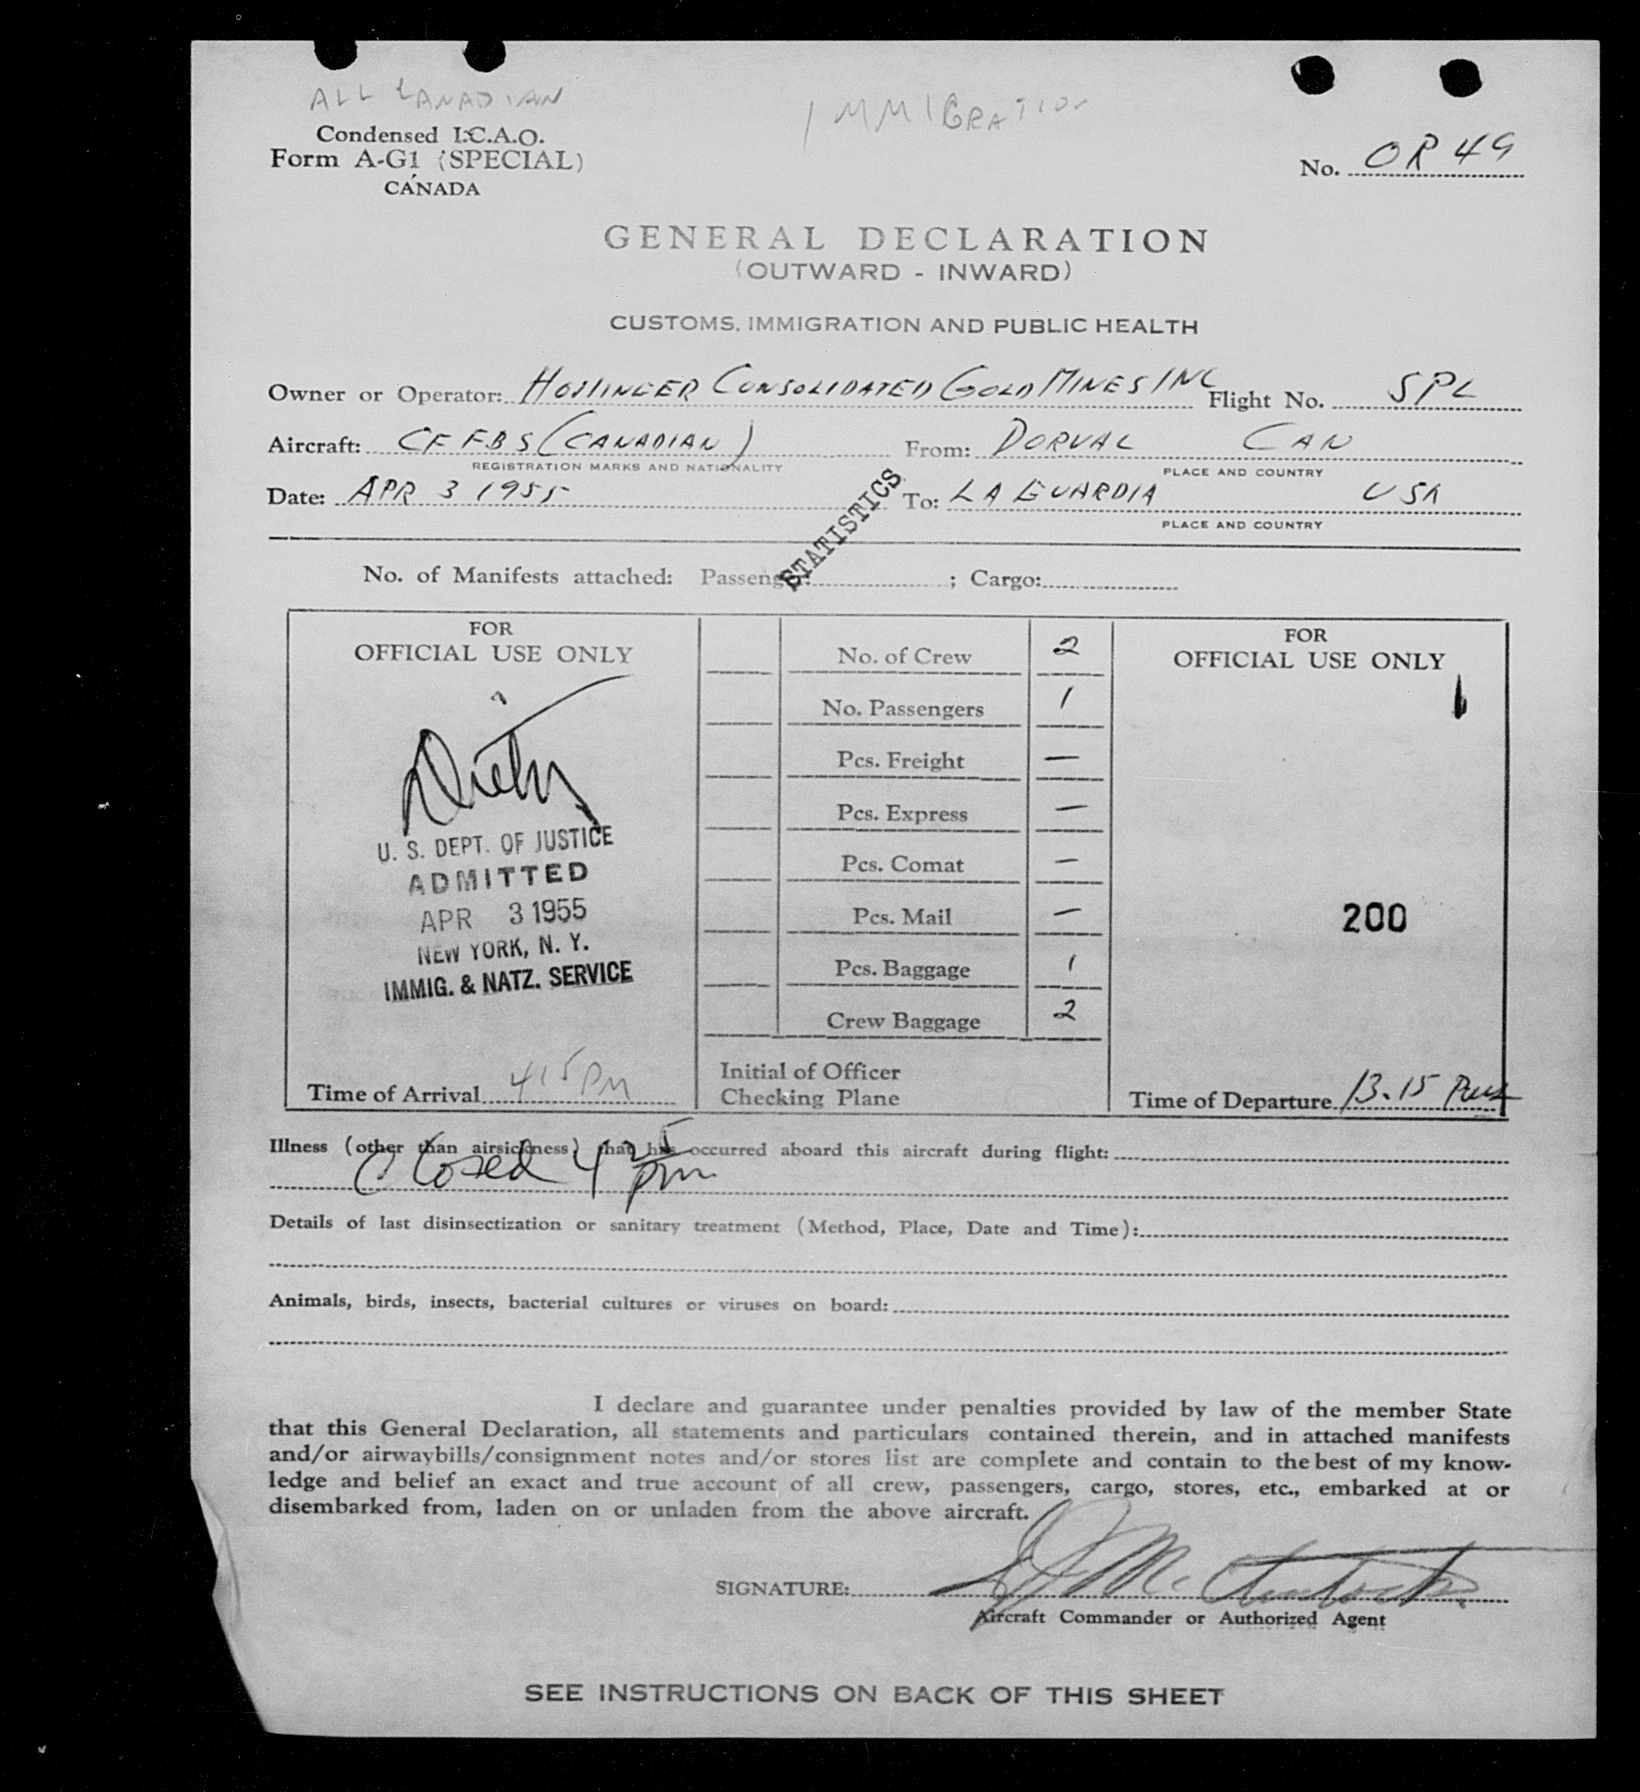 ALL CANADIAN
IMMIGRATION
Condensed I.C.A.O.
Form A-G1 (SPECIAL)
CANADA
No. OR 49
GENERAL DECLARATION
(OUTWARD - INWARD)
CUSTOMS, IMMIGRATION AND PUBLIC HEALTH
Owner or Operator: HOLLINGER CONSOLIDATED GOLD MINES INC Flight No. SPL
Aircraft: CF FBS (CANADIAN) From: DORVAL CAN
REGISTRATION MARKS AND NATIONALITY PLACE AND COUNTRY
Date: APR 3 1955 To: LA GUARDIA USA
PLACE AND COUNTRY
STATISTICS
No. of Manifests attached: Passenger: ; Cargo:
FOR
OFFICIAL USE ONLY
U. S. DEPT. OF JUSTICE
ADMITTED
APR 3 1955
NEW YORK, N. Y.
IMMIG. & NATZ. SERVICE
Time of Arrival 415 PM
No. of Crew 2
No. Passengers 1
Pcs. Freight —
Pcs. Express —
Pcs. Comat —
Pcs. Mail —
Pcs. Baggage 1
Crew Baggage 2
Initial of Officer
Checking Plane
FOR
OFFICIAL USE ONLY
200
Time of Departure 13.15
Illness (other than airsickness) that has occurred aboard this aircraft during flight:
Closed 4 25 pm
Details of last disinsectization or sanitary treatment (Method, Place, Date and Time):
Animals, birds, insects, bacterial cultures or viruses on board:
I declare and guarantee under penalties provided by law of the member State
that this General Declaration, all statements and particulars contained therein, and in attached manifests
and/or airwaybills/consignment notes and/or stores list are complete and contain to the best of my know-
ledge and belief an exact and true account of all crew, passengers, cargo, stores, etc., embarked at or
disembarked from, laden on or unladen from the above aircraft.
SIGNATURE:
Aircraft Commander or Authorized Agent
SEE INSTRUCTIONS ON BACK OF THIS SHEET